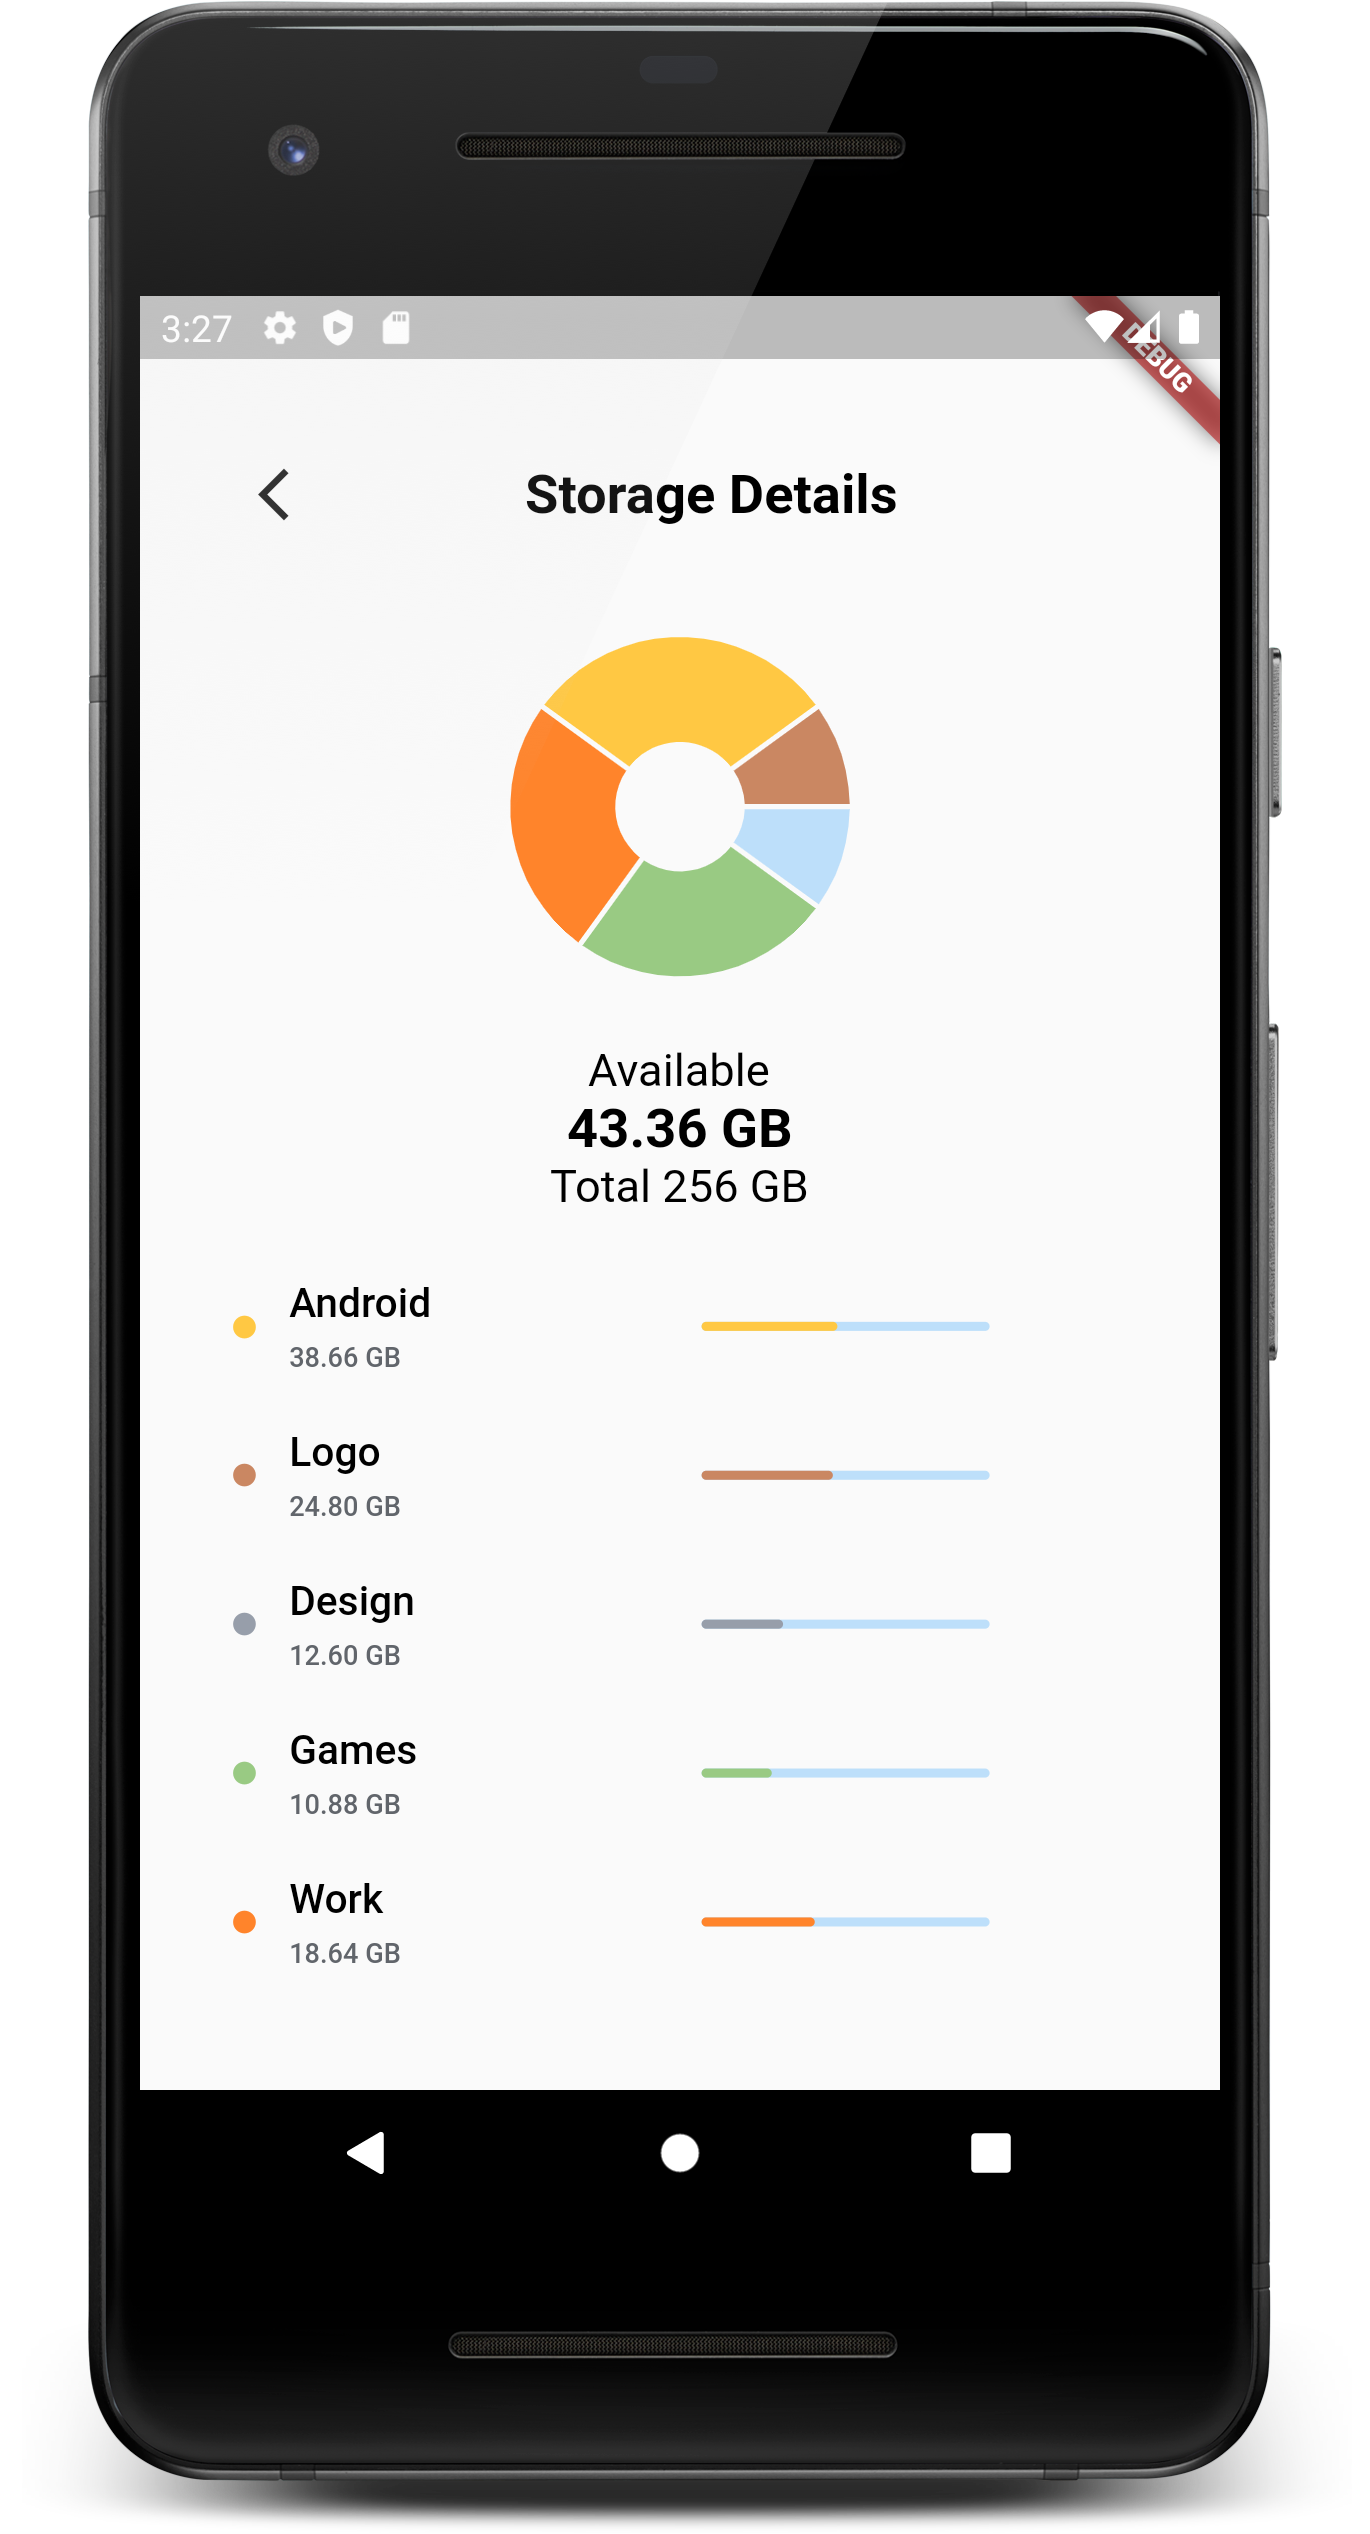 3:27
DEBUG
Storage Details
Available
43.36 GB
Total 256 GB
Android
38.66 GB
Logo
24.80 GB
Design
12.60 GB
Games
10.88 GB
Work
18.64 GB